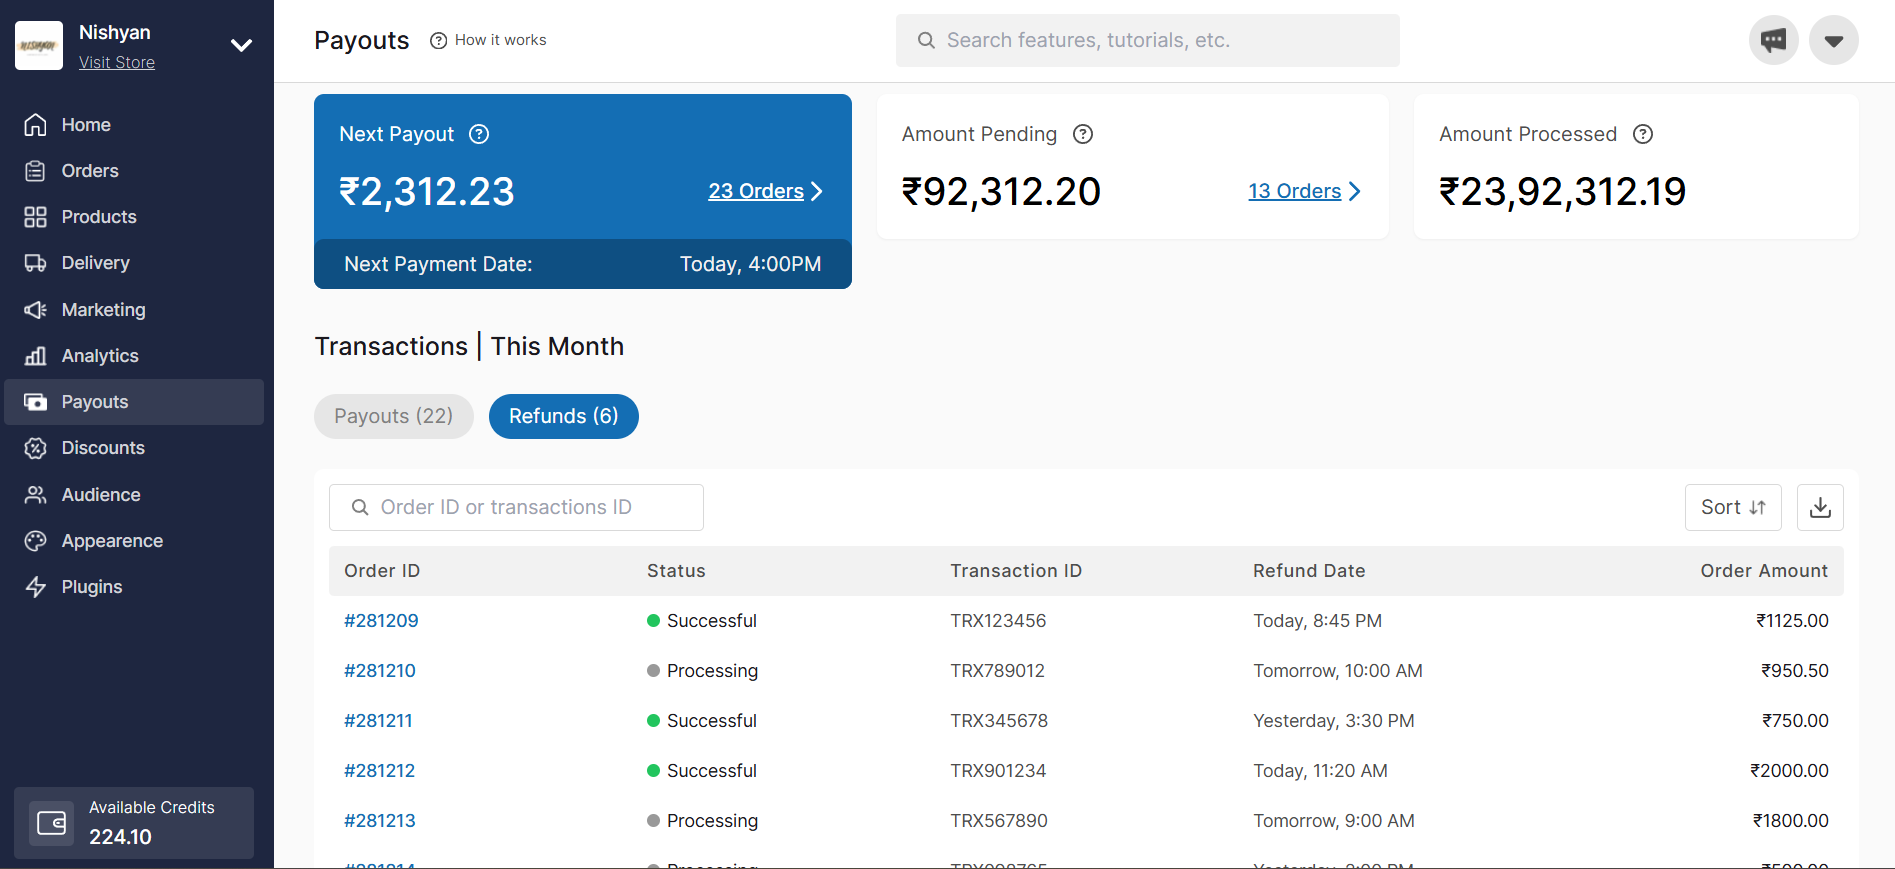 Nishyan
Visit Store
Home
Orders
Products
Delivery
Marketing
Analytics
Payouts
Discounts
Audience
Appearence
Plugins
Available Credits
224.10
Payouts
How it works
Search features, tutorials, etc.
Next Payout
₹2,312.23
23 Orders
Next Payment Date: Today, 4:00PM
Amount Pending
₹92,312.20
13 Orders
Amount Processed
₹23,92,312.19
Transactions | This Month
Payouts (22)
Refunds (6)
Order ID or transactions ID
Sort
Order ID Status Transaction ID Refund Date Order Amount
#281209 Successful TRX123456 Today, 8:45 PM ₹1125.00
#281210 Processing TRX789012 Tomorrow, 10:00 AM ₹950.50
#281211 Successful TRX345678 Yesterday, 3:30 PM ₹750.00
#281212 Successful TRX901234 Today, 11:20 AM ₹2000.00
#281213 Processing TRX567890 Tomorrow, 9:00 AM ₹1800.00